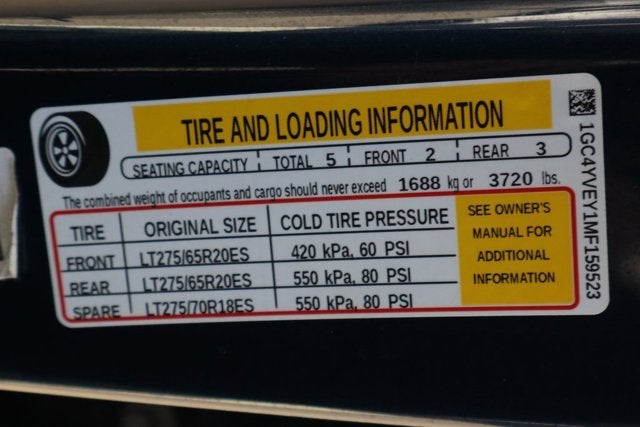 TIRE AND LOADING INFORMATION
SEATING CAPACITY TOTAL 5 FRONT 2 REAR 3
The combined weight of occupants and cargo should never exceed 1688 kg or 3720 lbs.
TIRE ORIGINAL SIZE COLD TIRE PRESSURE
FRONT LT275/65R20ES 420 kPa, 60 PSI
REAR LT275/65R20ES 550 kPa, 80 PSI
SPARE LT275/70R18ES 550 kPa, 80 PSI
SEE OWNER'S
MANUAL FOR
ADDITIONAL
INFORMATION
1GC4YVEY1MF159523